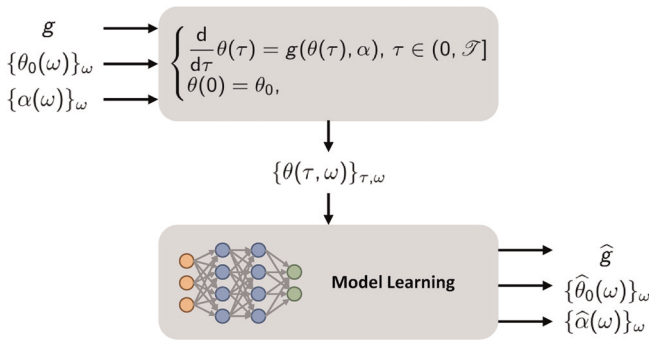 g
{θ₀(ω)}_ω
{α(ω)}_ω
d/dτ θ(τ) = g(θ(τ), α), τ ∈ (0, 𝒯]
θ(0) = θ₀,
{θ(τ, ω)}_{τ,ω}
Model Learning
ĝ
{θ̂₀(ω)}_ω
{α̂(ω)}_ω